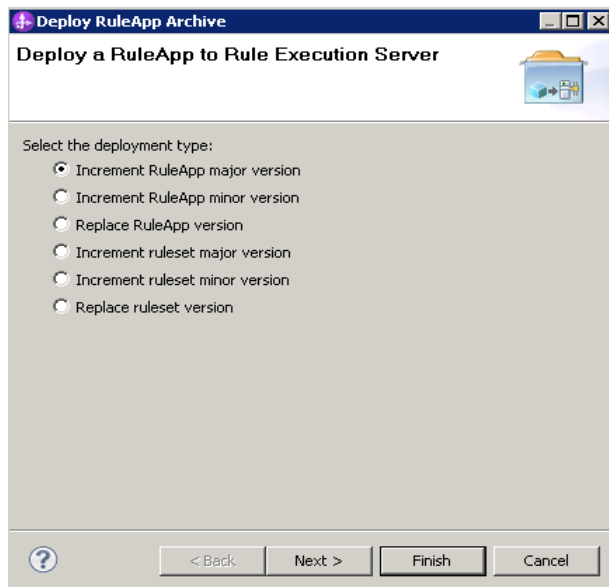 Deploy RuleApp Archive
Deploy a RuleApp to Rule Execution Server
Select the deployment type:
Increment RuleApp major version
Increment RuleApp minor version
Replace RuleApp version
Increment ruleset major version
Increment ruleset minor version
Replace ruleset version
? < Back Next > Finish Cancel